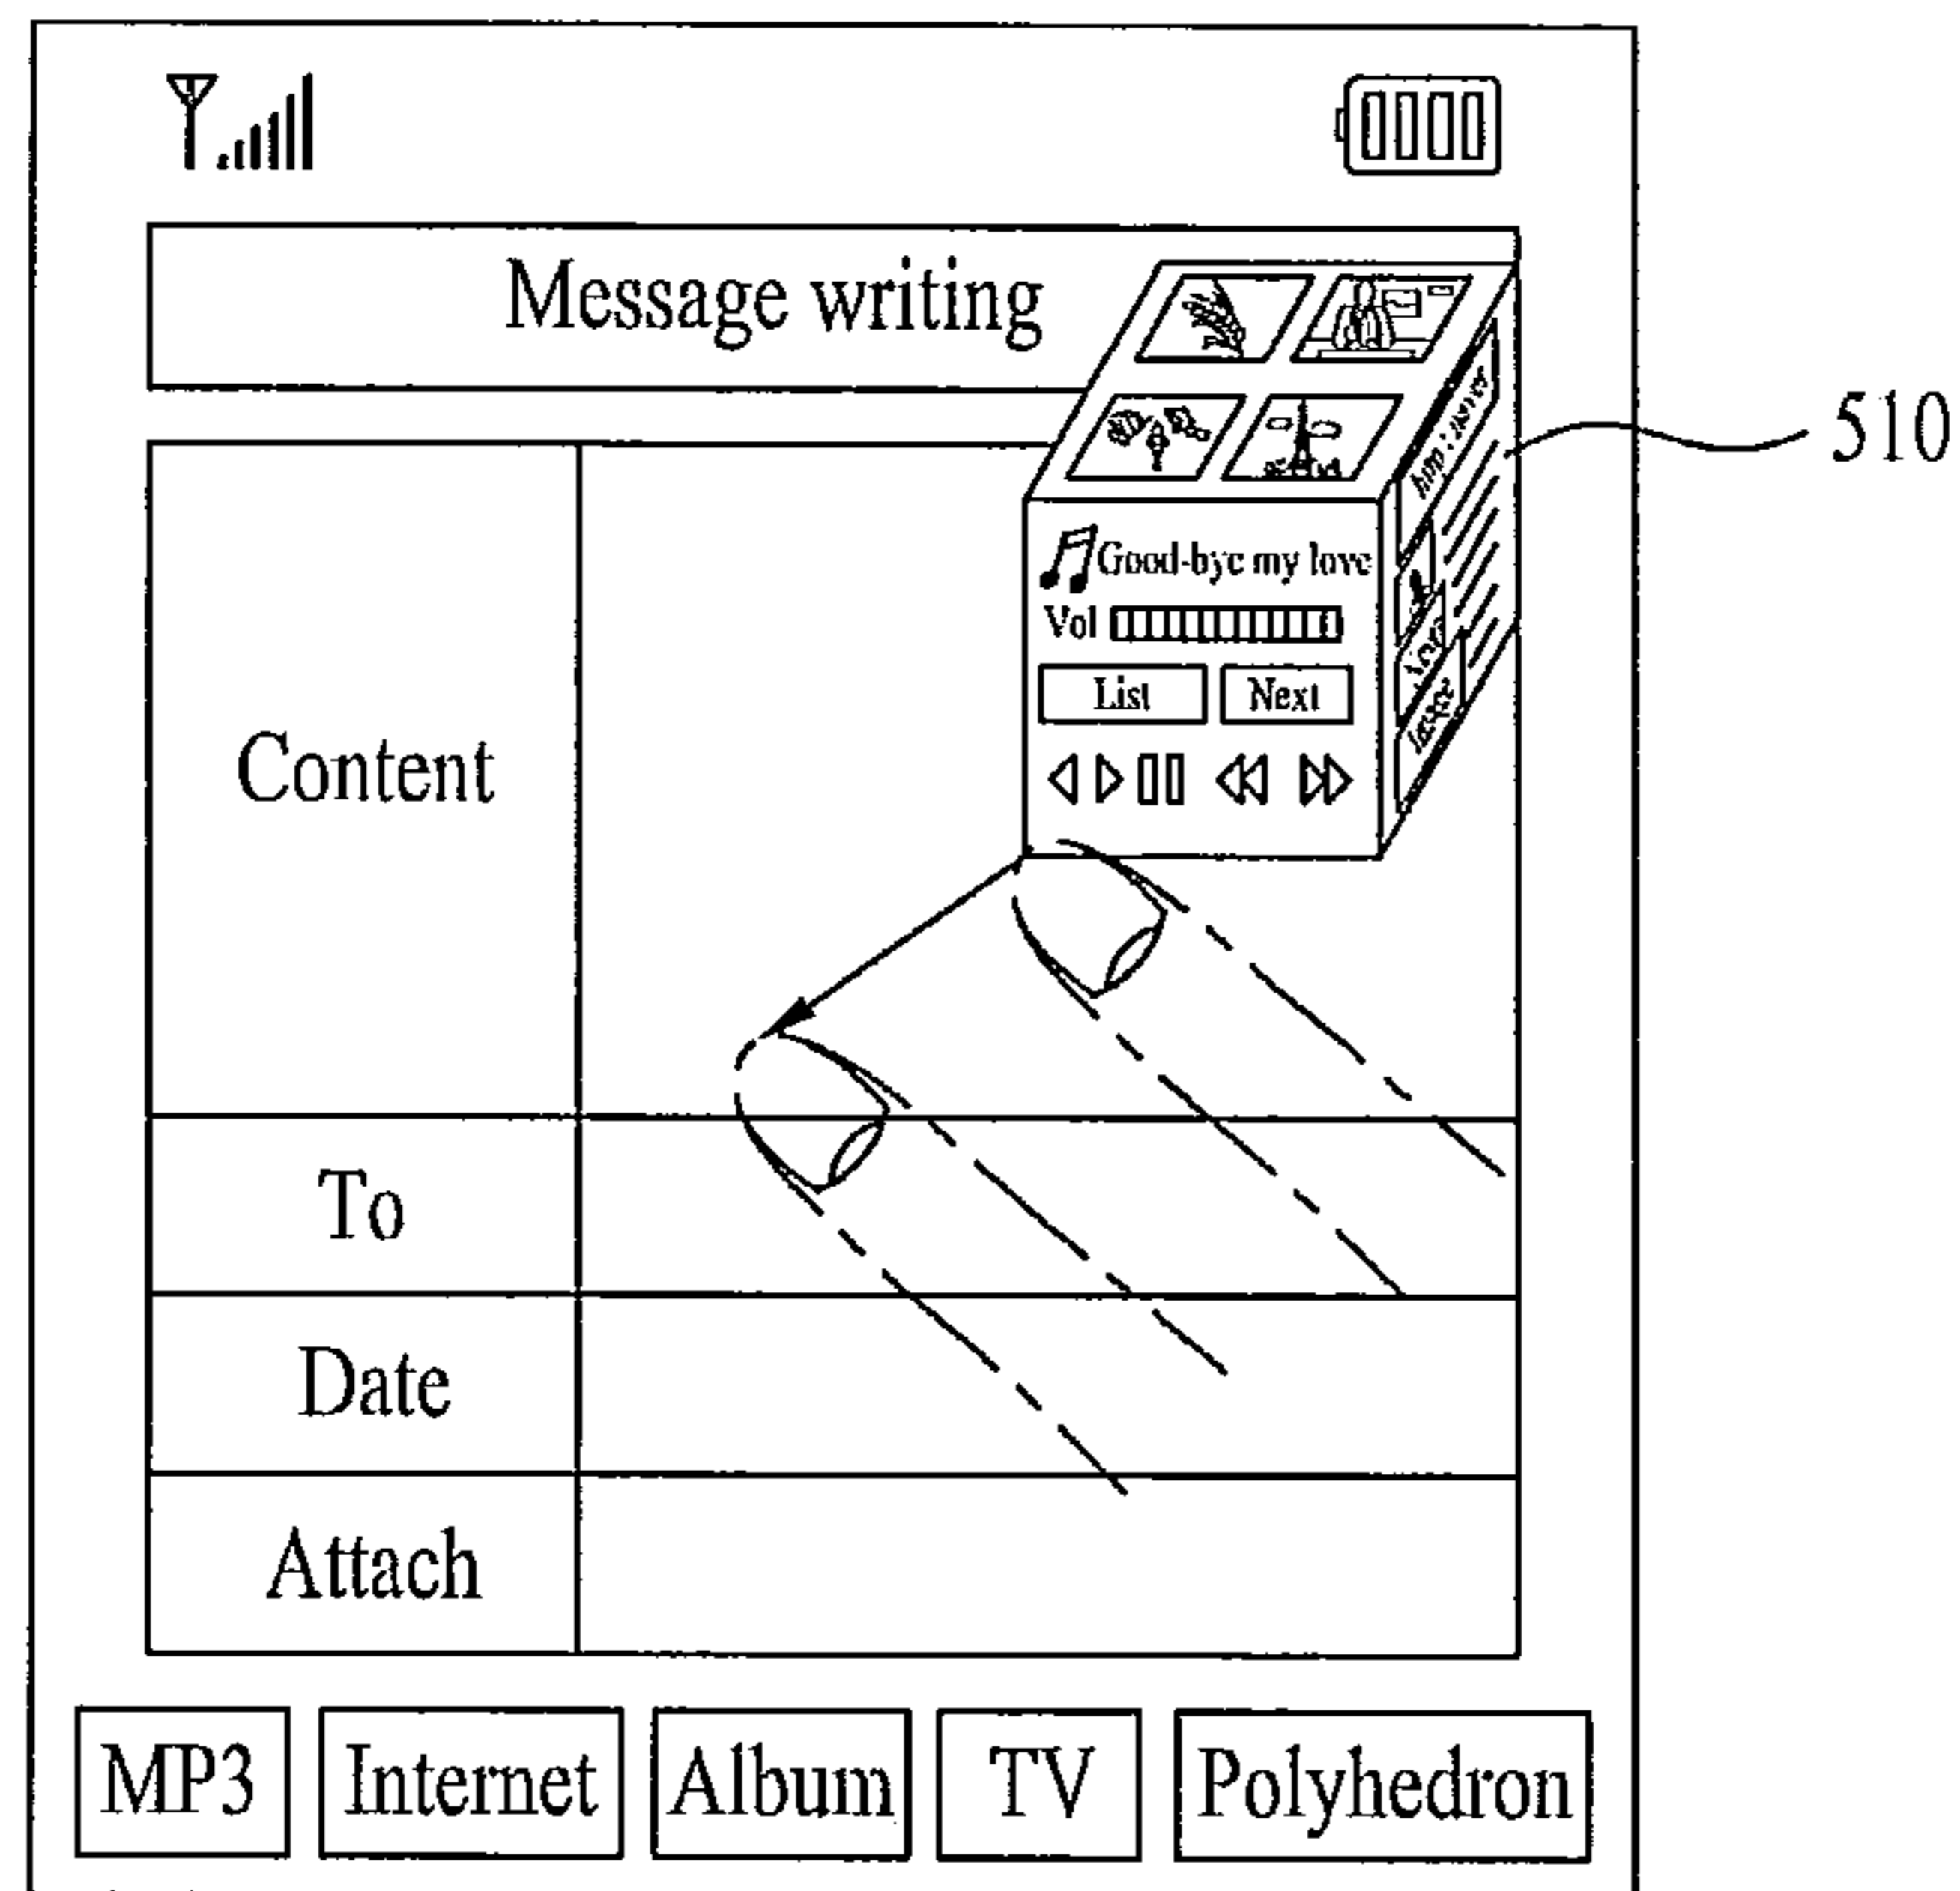 Message writing
510
Good-bye my love
Vol
List Next
Content
To
Date
Attach
MP3 Internet Album TV Polyhedron